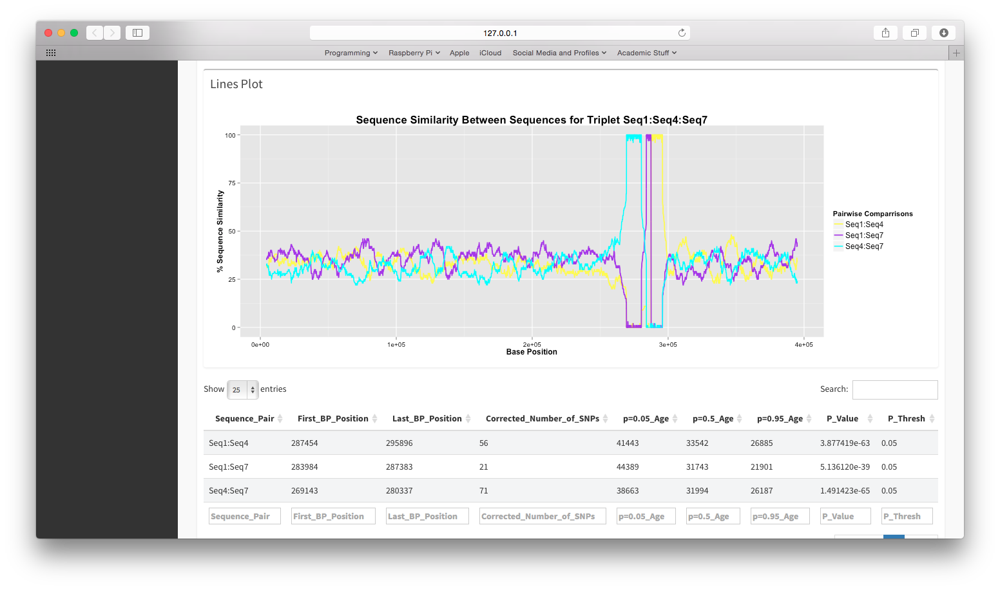 127.0.0.1
Programming Raspberry Pi Apple iCloud Social Media and Profiles Academic Stuff
Lines Plot
Sequence Similarity Between Sequences for Triplet Seq1:Seq4:Seq7
% Sequence Similarity
100
75
50
25
0
0e+00 1e+05 2e+05 3e+05 4e+05
Base Position
Pairwise Comparrisons
Seq1:Seq4
Seq1:Seq7
Seq4:Seq7
Show 25 entries Search:
Sequence_Pair First_BP_Position Last_BP_Position Corrected_Number_of_SNPs p=0.05_Age p=0.5_Age p=0.95_Age P_Value P_Thresh
Seq1:Seq4 287454 295896 56 41443 33542 26885 3.877419e-63 0.05
Seq1:Seq7 283984 287383 21 44389 31743 21901 5.136120e-39 0.05
Seq4:Seq7 269143 280337 71 38663 31994 26187 1.491423e-65 0.05
Sequence_Pair First_BP_Position Last_BP_Position Corrected_Number_of_SNPs p=0.05_Age p=0.5_Age p=0.95_Age P_Value P_Thresh